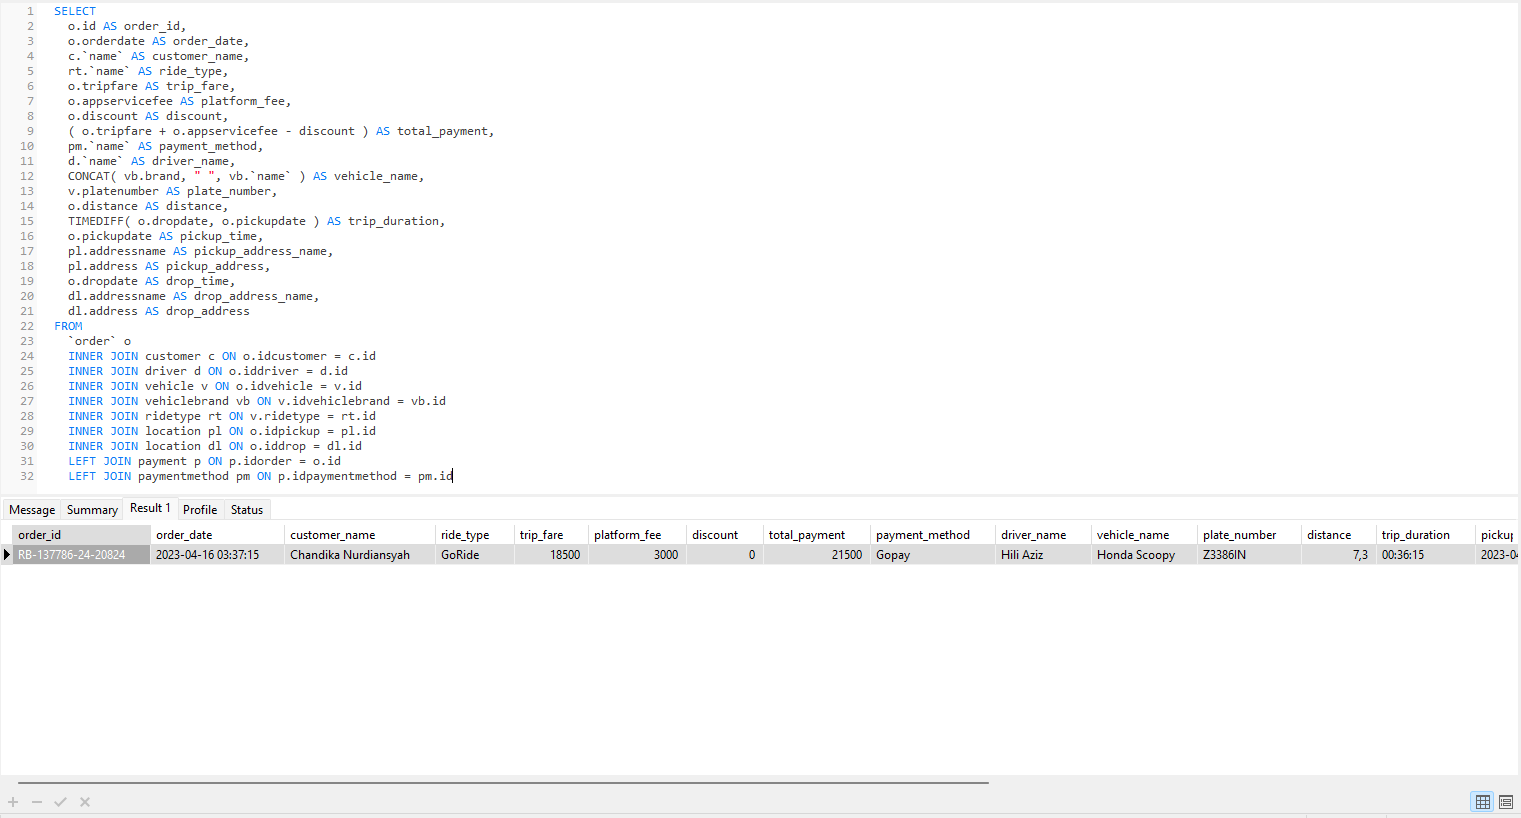 1 SELECT
2 o.id AS order_id,
3 o.orderdate AS order_date,
4 c.`name` AS customer_name,
5 rt.`name` AS ride_type,
6 o.tripfare AS trip_fare,
7 o.appservicefee AS platform_fee,
8 o.discount AS discount,
9 ( o.tripfare + o.appservicefee - discount ) AS total_payment,
10 pm.`name` AS payment_method,
11 d.`name` AS driver_name,
12 CONCAT( vb.brand, " ", vb.`name` ) AS vehicle_name,
13 v.platenumber AS plate_number,
14 o.distance AS distance,
15 TIMEDIFF( o.dropdate, o.pickupdate ) AS trip_duration,
16 o.pickupdate AS pickup_time,
17 pl.addressname AS pickup_address_name,
18 pl.address AS pickup_address,
19 o.dropdate AS drop_time,
20 dl.addressname AS drop_address_name,
21 dl.address AS drop_address
22 FROM
23 `order` o
24 INNER JOIN customer c ON o.idcustomer = c.id
25 INNER JOIN driver d ON o.iddriver = d.id
26 INNER JOIN vehicle v ON o.idvehicle = v.id
27 INNER JOIN vehiclebrand vb ON v.idvehiclebrand = vb.id
28 INNER JOIN ridetype rt ON v.ridetype = rt.id
29 INNER JOIN location pl ON o.idpickup = pl.id
30 INNER JOIN location dl ON o.iddrop = dl.id
31 LEFT JOIN payment p ON p.idorder = o.id
32 LEFT JOIN paymentmethod pm ON p.idpaymentmethod = pm.id
Message Summary Result 1 Profile Status
order_id order_date customer_name ride_type trip_fare platform_fee discount total_payment payment_method driver_name vehicle_name plate_number distance trip_duration pickup
RB-137786-24-20824 2023-04-16 03:37:15 Chandika Nurdiansyah GoRide 18500 3000 0 21500 Gopay Hili Aziz Honda Scoopy Z3386IN 7,3 00:36:15 2023-04